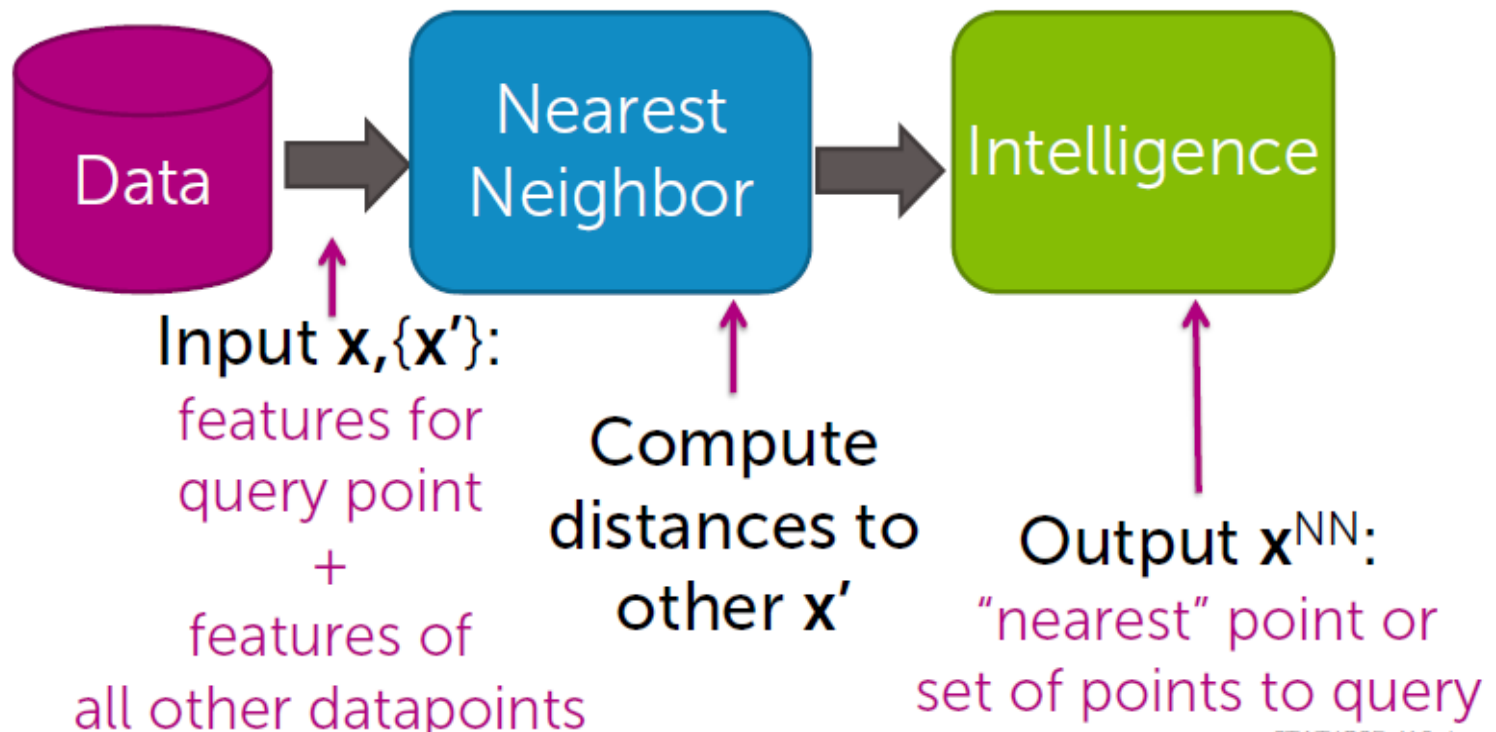 Data
Nearest
Neighbor
Intelligence
Input x,{x’}:
features for
query point
+
features of
all other datapoints
Compute
distances to
other x’
Output xᴺᴺ:
“nearest” point or
set of points to query